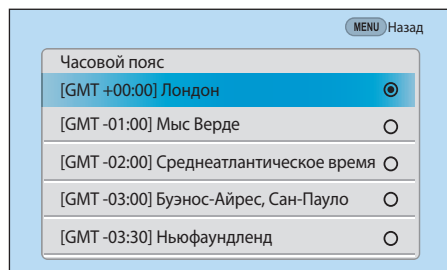 MENU Назад
Часовой пояс
[GMT +00:00] Лондон
[GMT -01:00] Мыс Верде
[GMT -02:00] Среднеатлантическое время
[GMT -03:00] Буэнос-Айрес, Сан-Пауло
[GMT -03:30] Ньюфаундленд